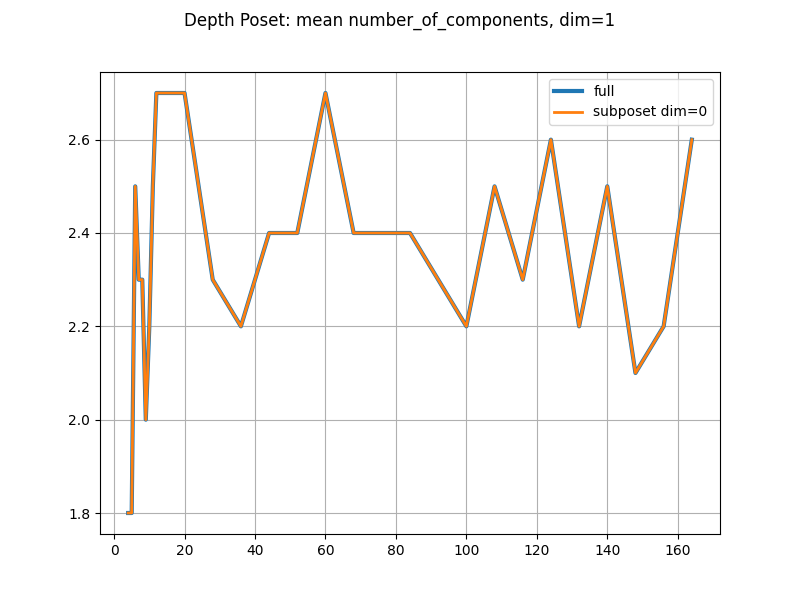 Depth Poset: mean number_of_components, dim=1
full
subposet dim=0
2.6
2.4
2.2
2.0
1.8
0 20 40 60 80 100 120 140 160